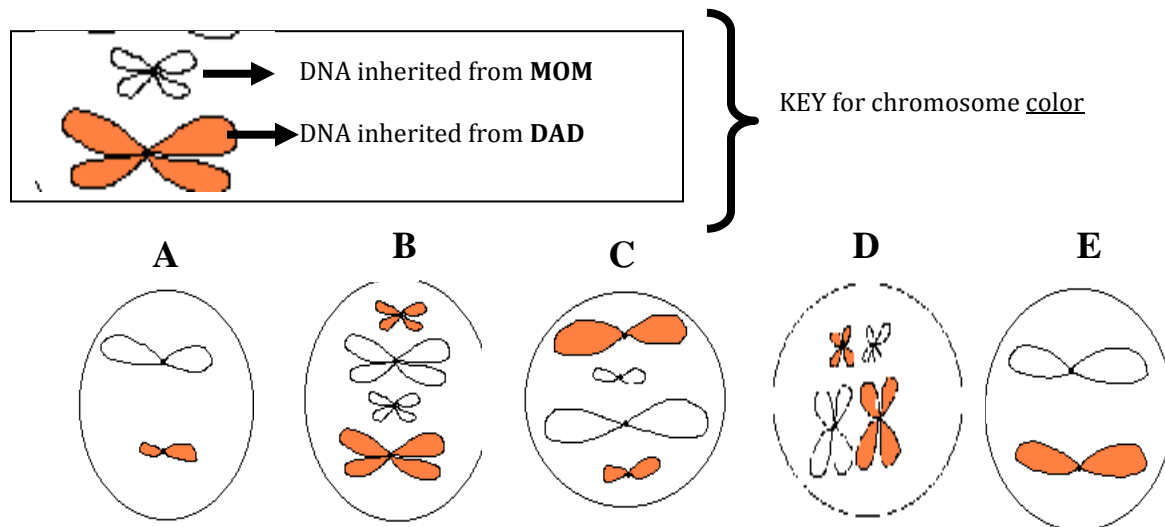 DNA inherited from MOM
DNA inherited from DAD
KEY for chromosome color
A
B
C
D
E